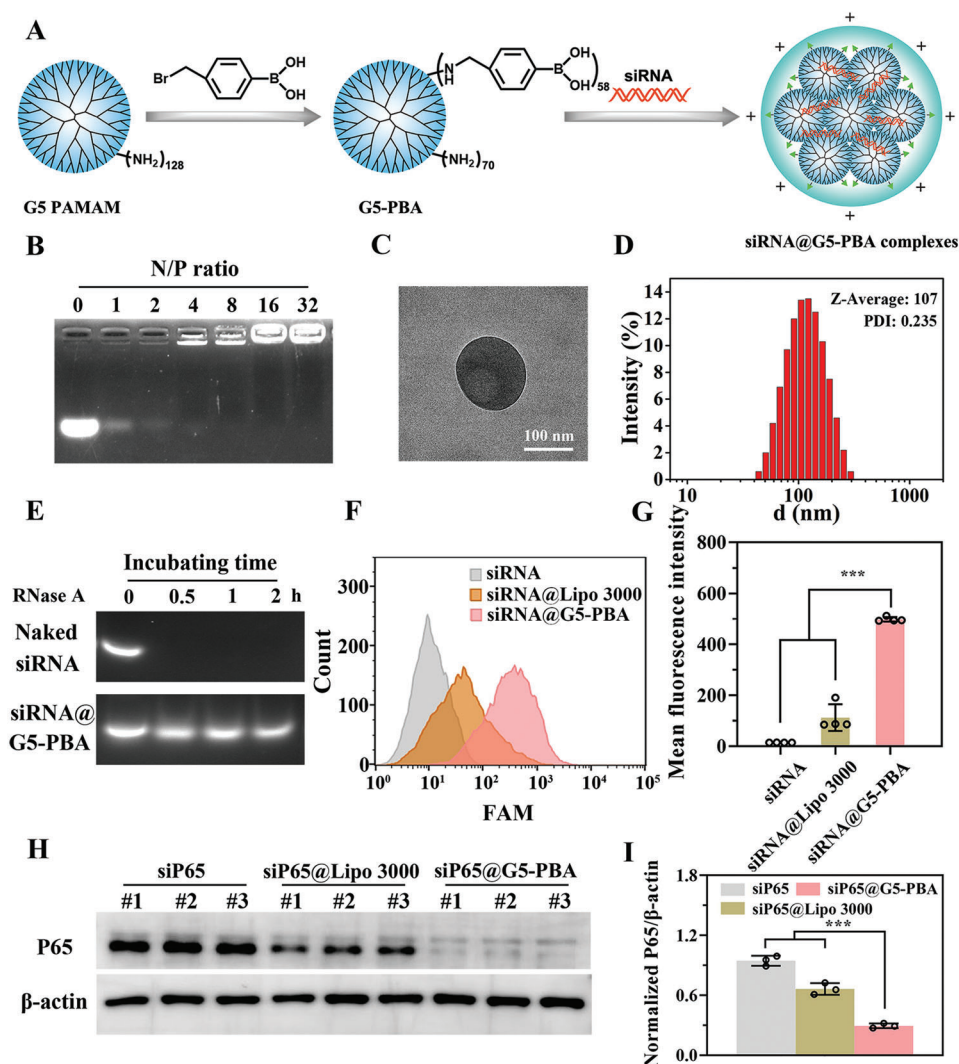 A
Br
B
OH
OH
N
H
B
OH
OH
58
siRNA
(NH2)128
(NH2)70
G5 PAMAM
G5-PBA
siRNA@G5-PBA complexes
+ + + + + + + +
B
N/P ratio
0 1 2 4 8 16 32
C
100 nm
D
Z-Average: 107
PDI: 0.235
Intensity (%)
14
12
10
8
6
4
2
0
10 100 1000
d (nm)
E
Incubating time
RNase A 0 0.5 1 2 h
Naked
siRNA
siRNA@
G5-PBA
F
siRNA
siRNA@Lipo 3000
siRNA@G5-PBA
Count
300
200
100
0
10⁰ 10¹ 10² 10³ 10⁴ 10⁵
FAM
G
Mean fluorescence intensity
800
600
400
200
0
***
siRNA
siRNA@Lipo 3000
siRNA@G5-PBA
H
siP65 siP65@Lipo 3000 siP65@G5-PBA
#1 #2 #3 #1 #2 #3 #1 #2 #3
P65
β-actin
I
Normalized P65/β-actin
1.8
1.2
0.6
0.0
siP65 siP65@G5-PBA
siP65@Lipo 3000
***